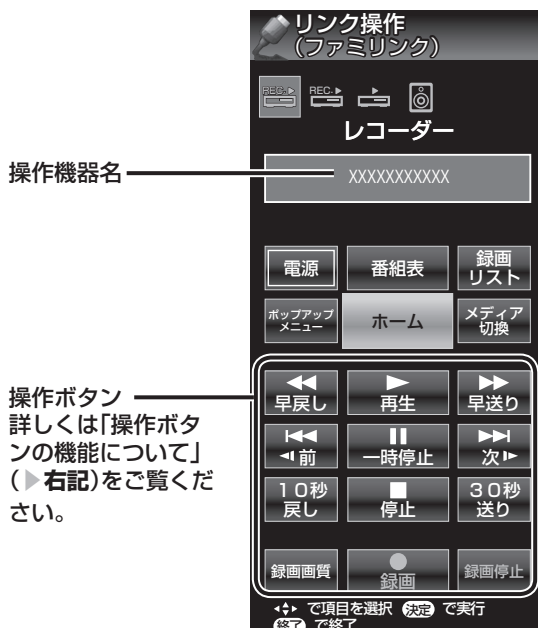 リンク操作
(ファミリンク)
REC.▶ REC.▶
レコーダー
操作機器名
XXXXXXXXXXX
電源 番組表 録画
リスト
ポップアップ
メニュー ホーム メディア
切換
操作ボタン
詳しくは「操作ボタ
ンの機能について」
(▶右記)をご覧くだ
さい。
早戻し 再生 早送り
前 一時停止 次
10秒
戻し 停止 30秒
送り
録画画質 録画 録画停止
で項目を選択 決定 で実行
終了 で終了